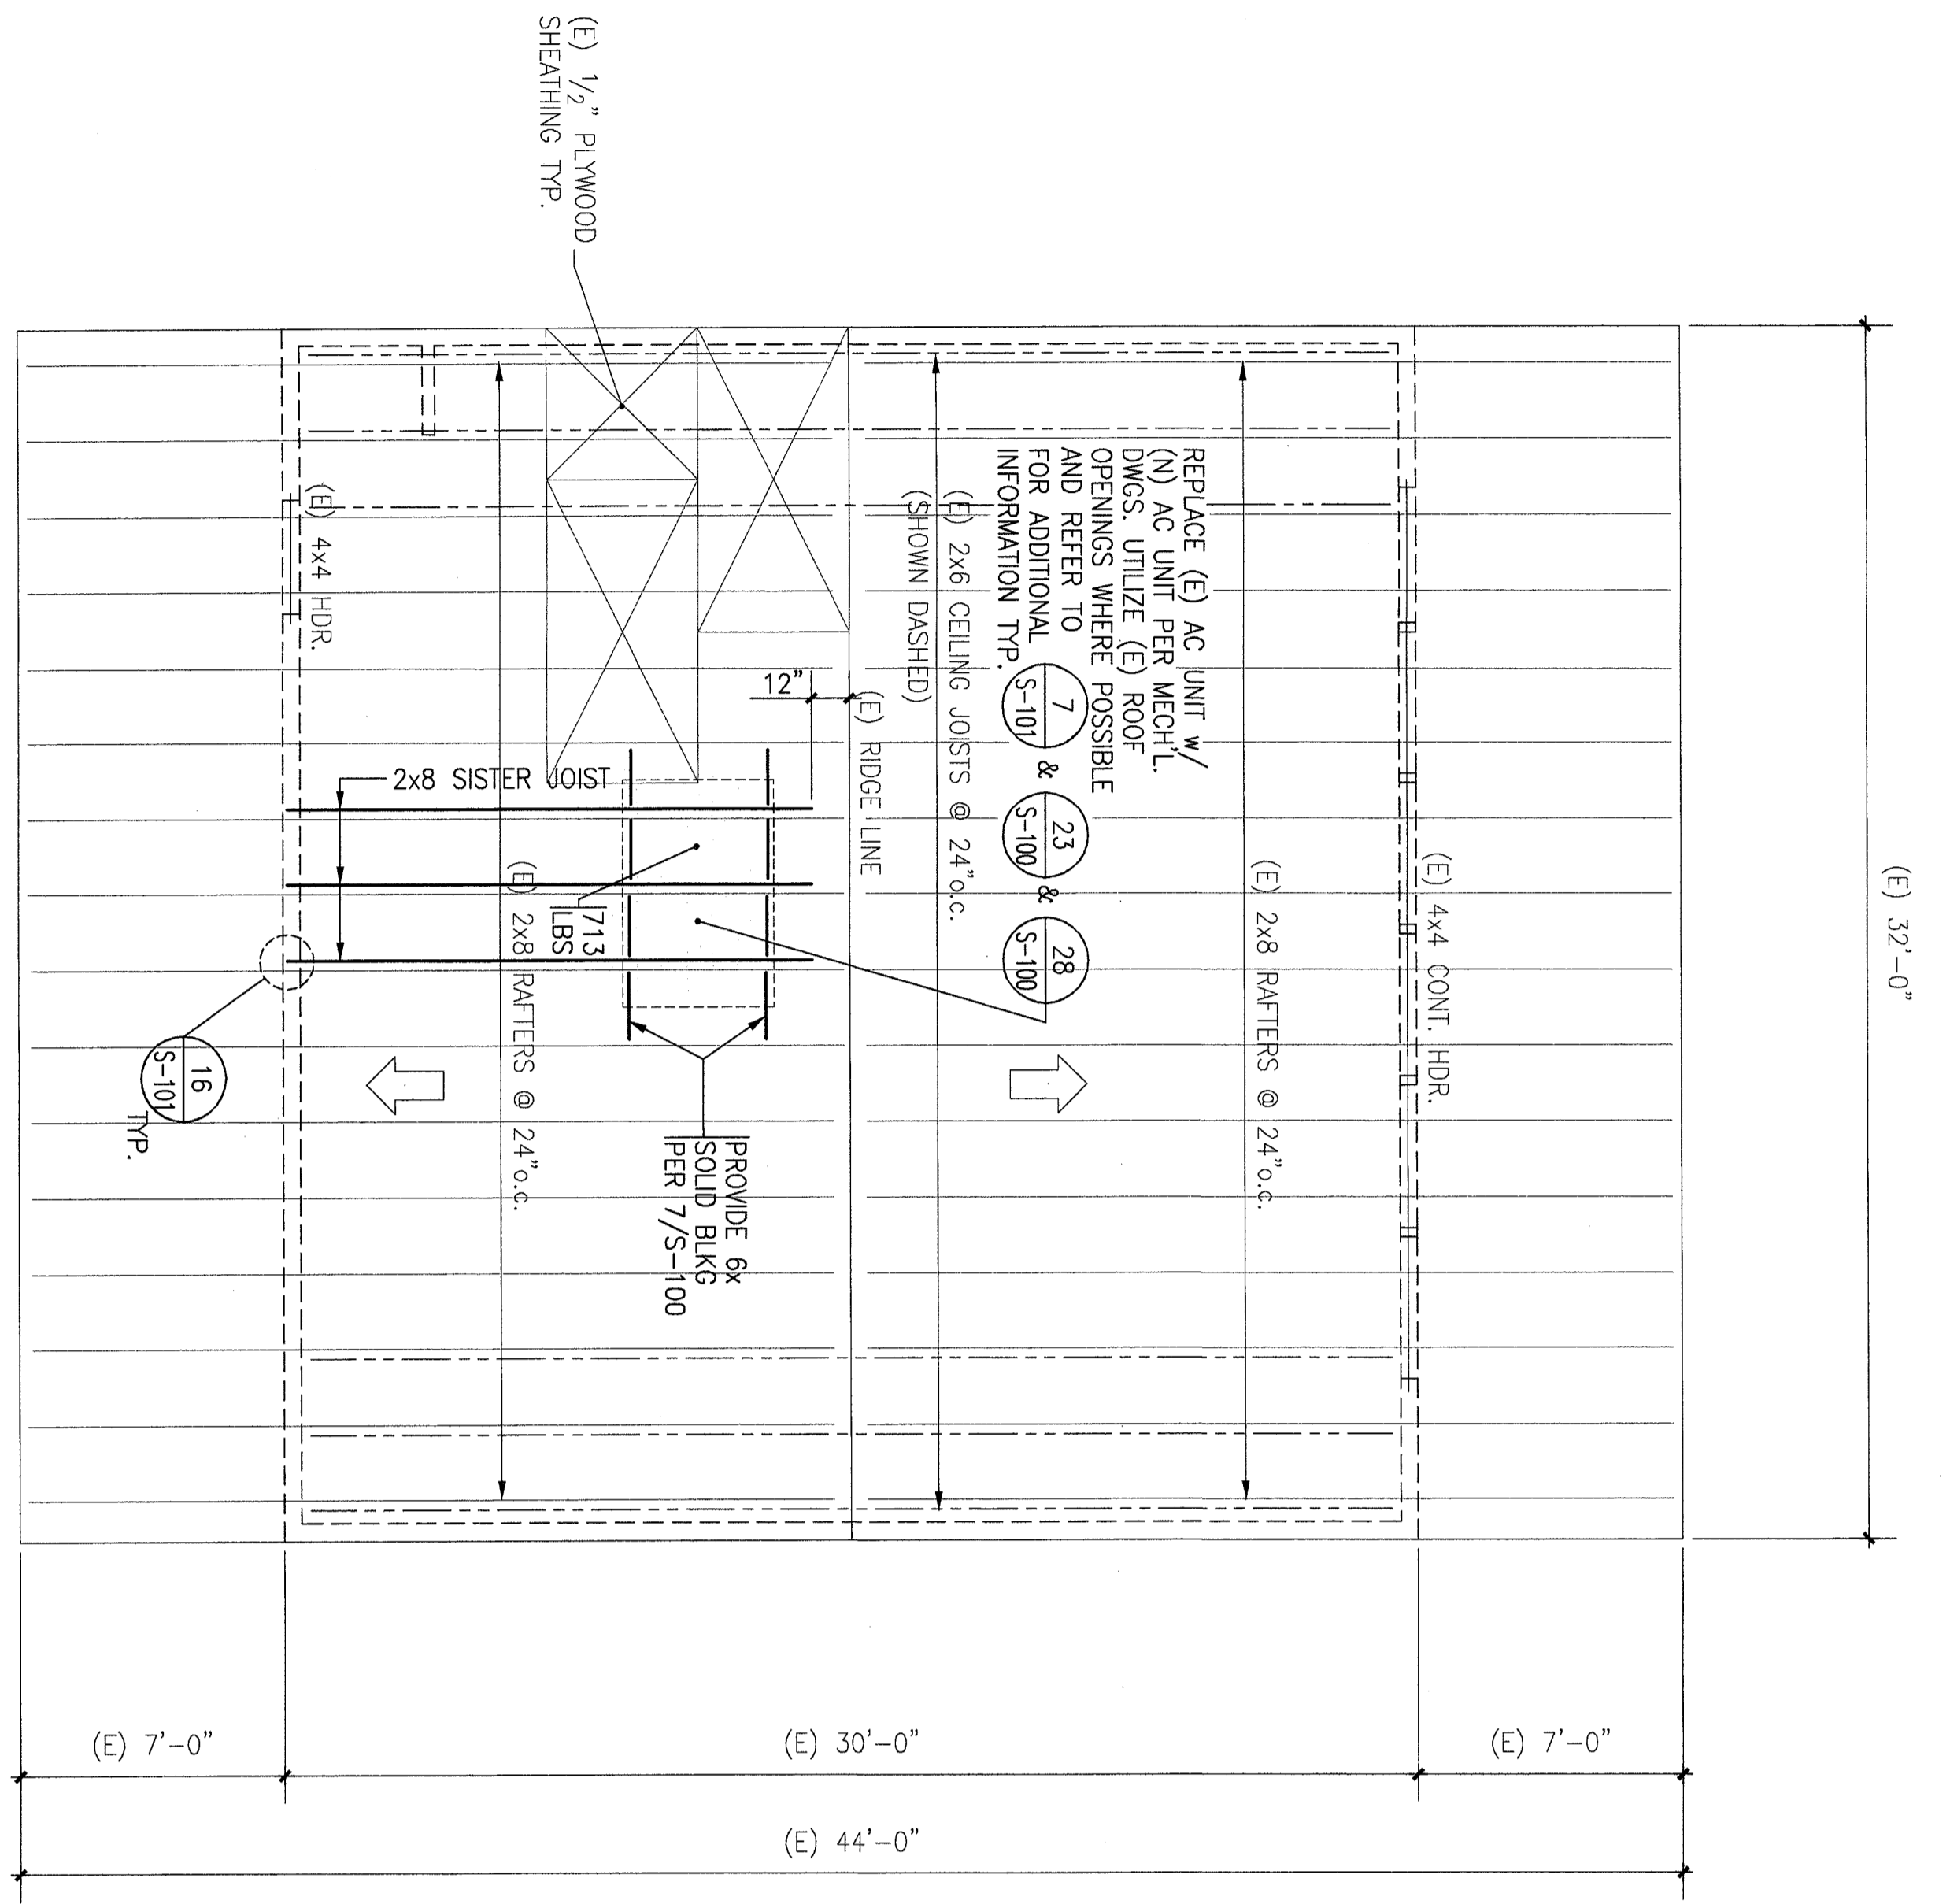 (E) 1/2" PLYWOOD
SHEATHING TYP.
(E) 32'-0"
REPLACE (E) AC UNIT w/
(N) AC UNIT PER MECH'L.
DWGS. UTILIZE (E) ROOF
OPENINGS WHERE POSSIBLE
AND REFER TO
FOR ADDITIONAL
INFORMATION TYP.
7
S-101
&
23
S-100
&
28
S-100
(E) 2x6 CEILING JOISTS @ 24"o.c.
(SHOWN DASHED)
(E) 4x4 HDR.
12"
(E) RIDGE LINE
2x8 SISTER JOIST
(E) 4x4 CONT. HDR.
(E) 2x8 RAFTERS @ 24"o.c.
713
LBS
(E) 2x8 RAFTERS @ 24"o.c.
16
S-101
TYP.
PROVIDE 6x
SOLID BLKG
PER 7/S-100
(E) 7'-0"
(E) 30'-0"
(E) 7'-0"
(E) 44'-0"